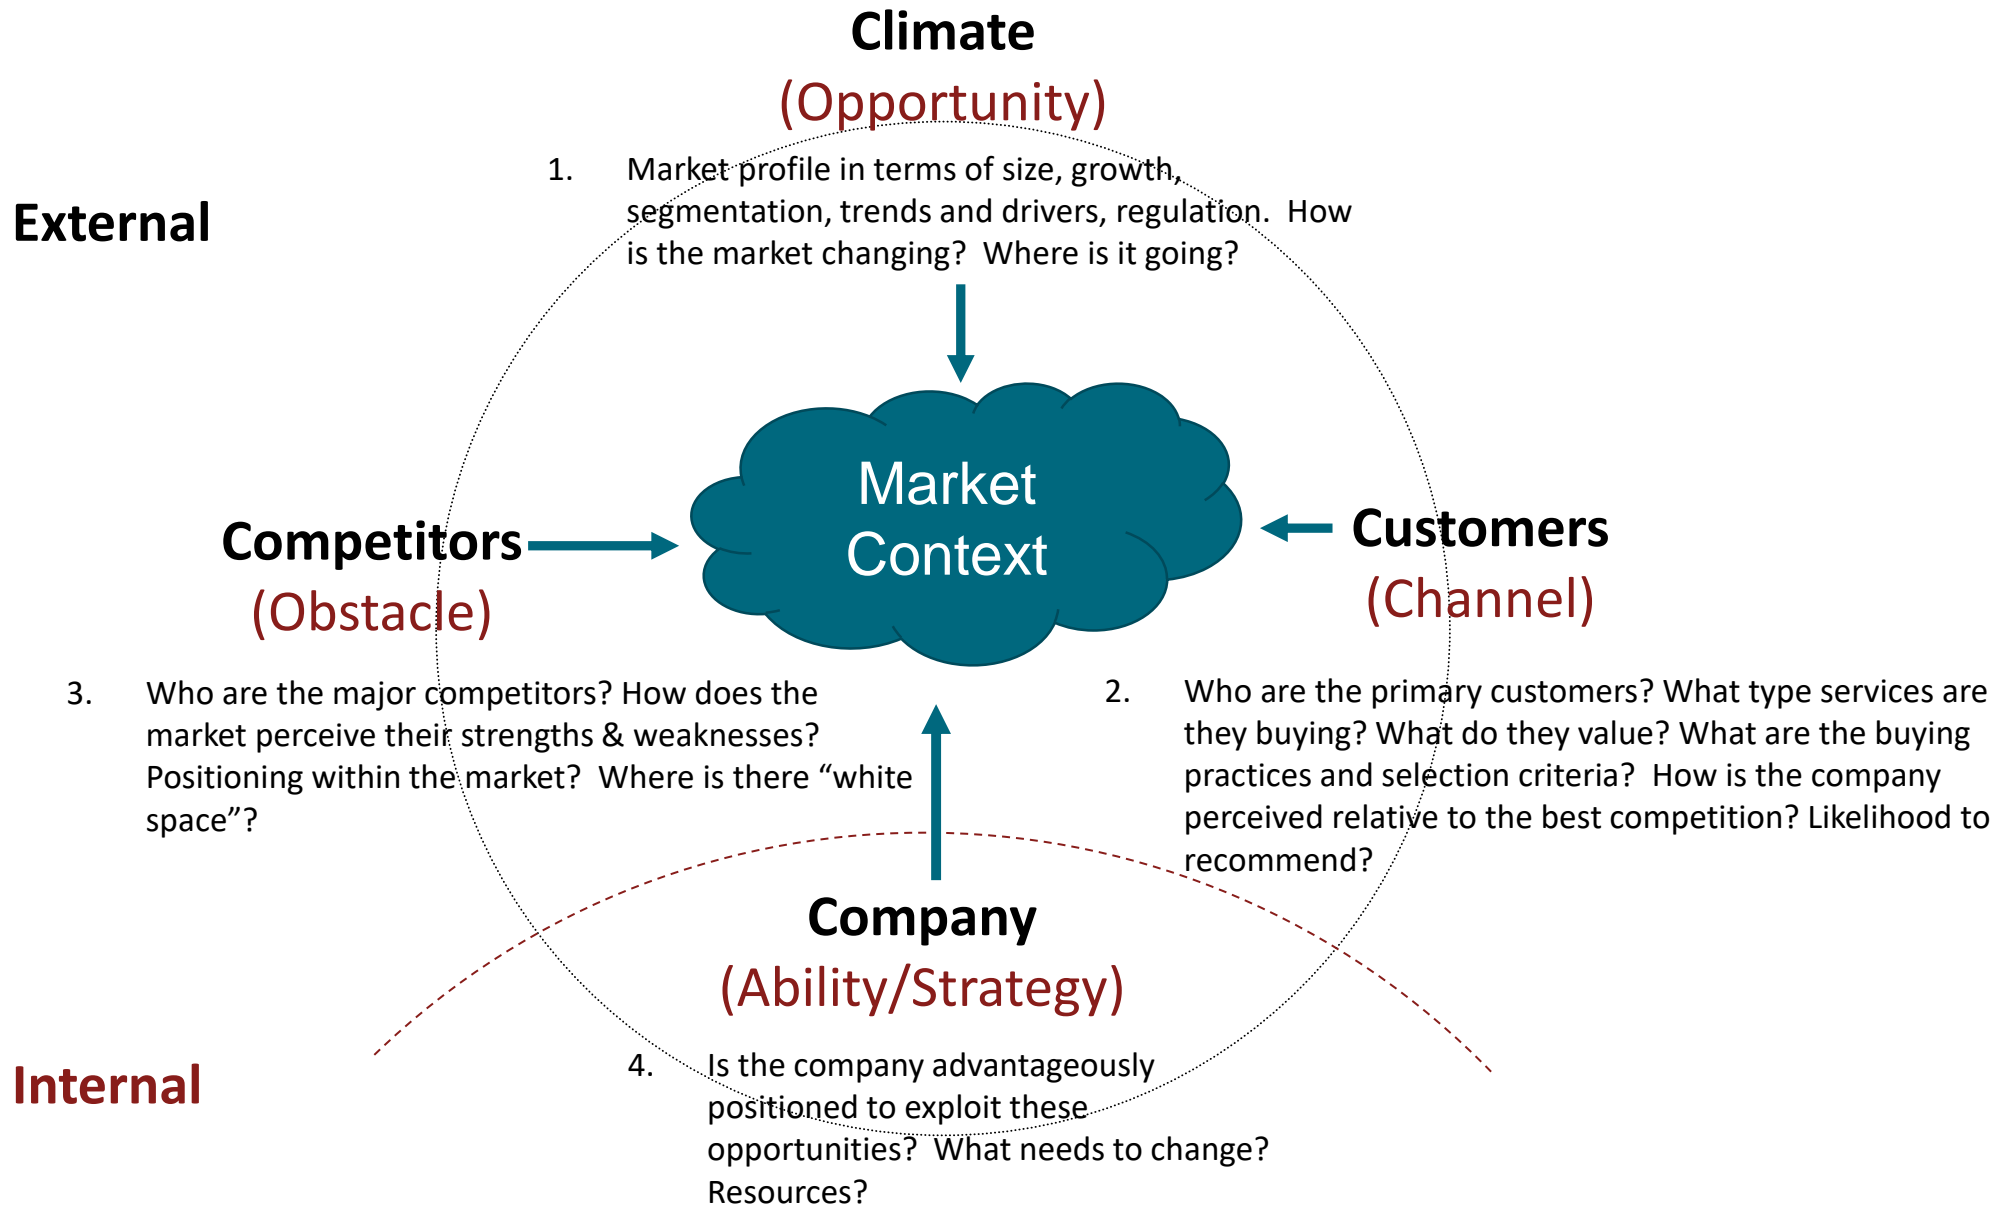 Climate
(Opportunity)
1. Market profile in terms of size, growth,
segmentation, trends and drivers, regulation.  How
is the market changing?  Where is it going?
External
Market
Context
Competitors
(Obstacle)
Customers
(Channel)
3. Who are the major competitors? How does the
market perceive their strengths & weaknesses?
Positioning within the market?  Where is there “white
space”?
2. Who are the primary customers? What type services are
they buying? What do they value? What are the buying
practices and selection criteria?  How is the company
perceived relative to the best competition? Likelihood to
recommend?
Company
(Ability/Strategy)
Internal
4. Is the company advantageously
positioned to exploit these
opportunities?  What needs to change?
Resources?